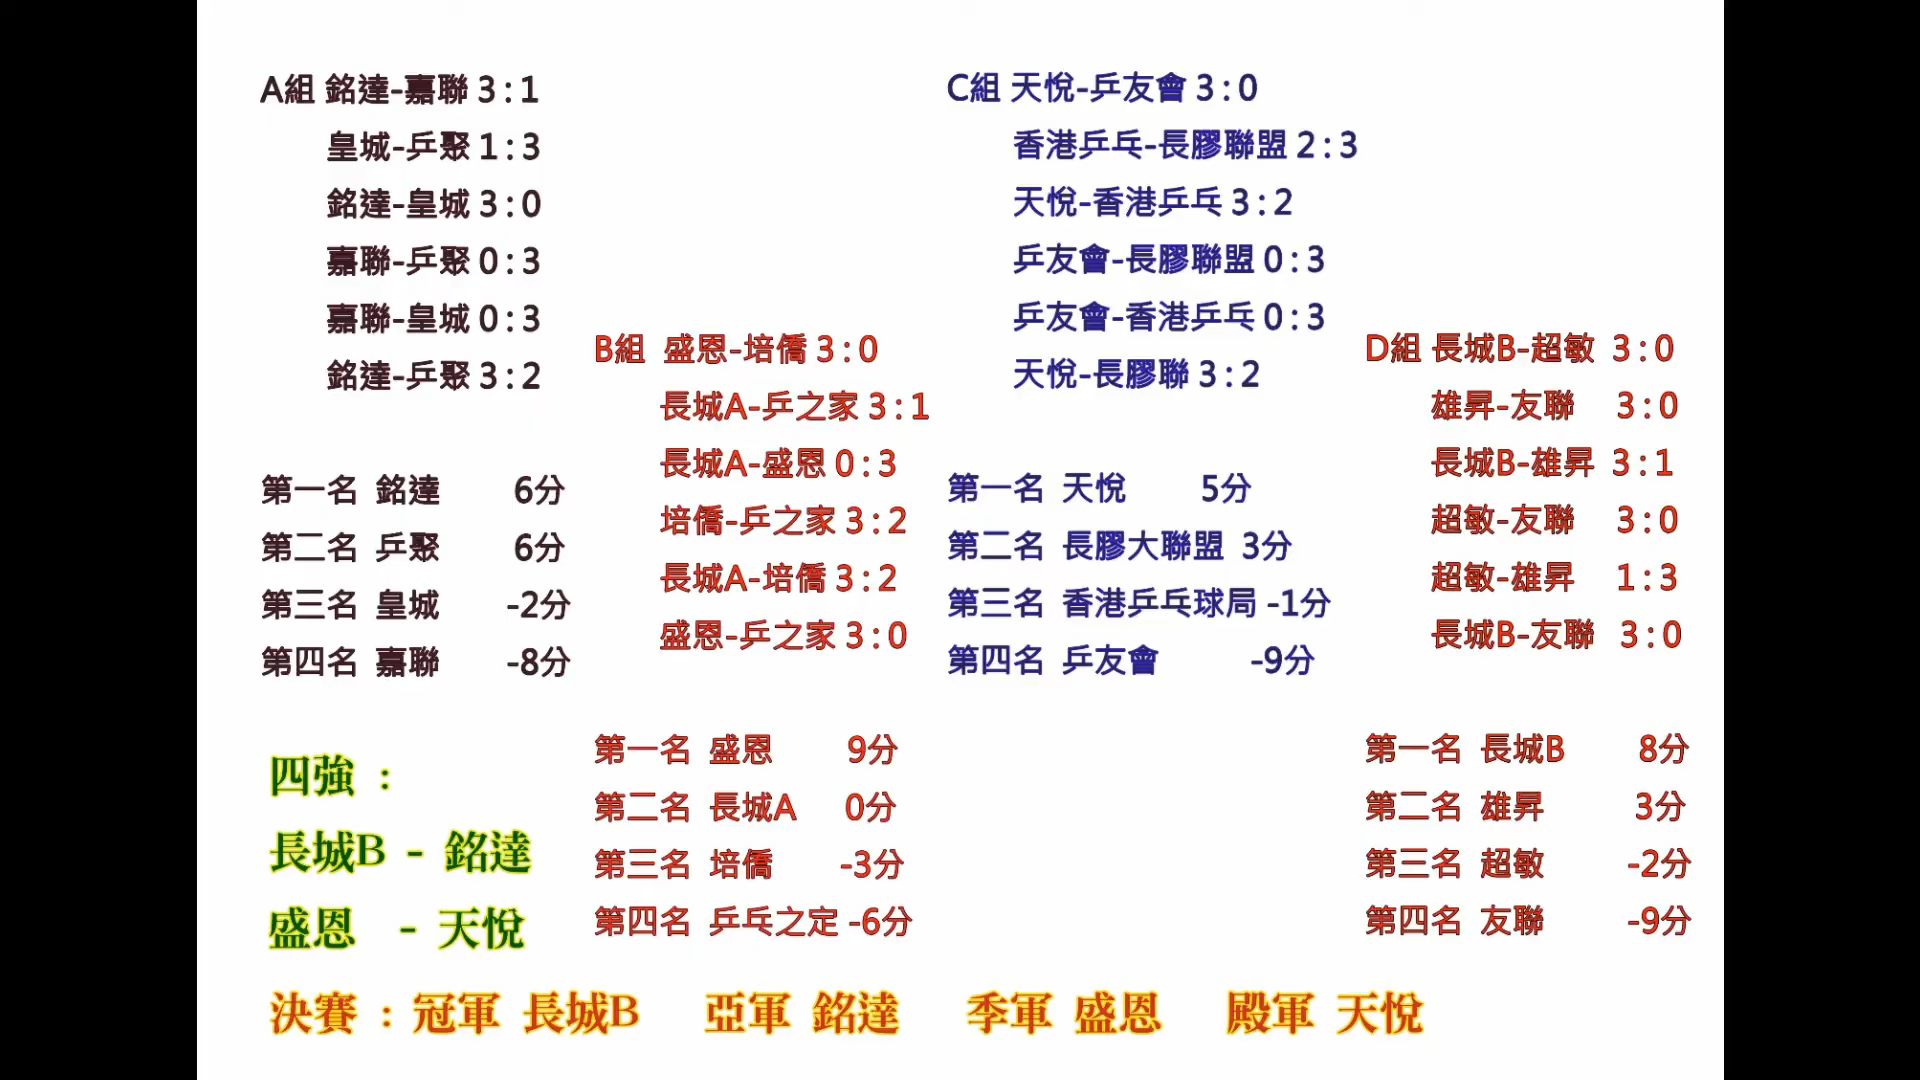 A組 銘達-嘉聯 3 : 1
皇城-乒聚 1 : 3
銘達-皇城 3 : 0
嘉聯-乒聚 0 : 3
嘉聯-皇城 0 : 3
銘達-乒聚 3 : 2
第一名 銘達 6分
第二名 乒聚 6分
第三名 皇城 -2分
第四名 嘉聯 -8分
B組 盛恩-培僑 3 : 0
長城A-乒之家 3 : 1
長城A-盛恩 0 : 3
培僑-乒之家 3 : 2
長城A-培僑 3 : 2
盛恩-乒之家 3 : 0
第一名 盛恩 9分
第二名 長城A 0分
第三名 培僑 -3分
第四名 乒乓之定 -6分
C組 天悅-乒友會 3 : 0
香港乒乓-長膠聯盟 2 : 3
天悅-香港乒乓 3 : 2
乒友會-長膠聯盟 0 : 3
乒友會-香港乒乓 0 : 3
天悅-長膠聯 3 : 2
第一名 天悅 5分
第二名 長膠大聯盟 3分
第三名 香港乒乓球局 -1分
第四名 乒友會 -9分
D組 長城B-超敏 3 : 0
雄昇-友聯 3 : 0
長城B-雄昇 3 : 1
超敏-友聯 3 : 0
超敏-雄昇 1 : 3
長城B-友聯 3 : 0
第一名 長城B 8分
第二名 雄昇 3分
第三名 超敏 -2分
第四名 友聯 -9分
四強 :
長城B - 銘達
盛恩 - 天悅
決賽 : 冠軍 長城B 亞軍 銘達 季軍 盛恩 殿軍 天悅